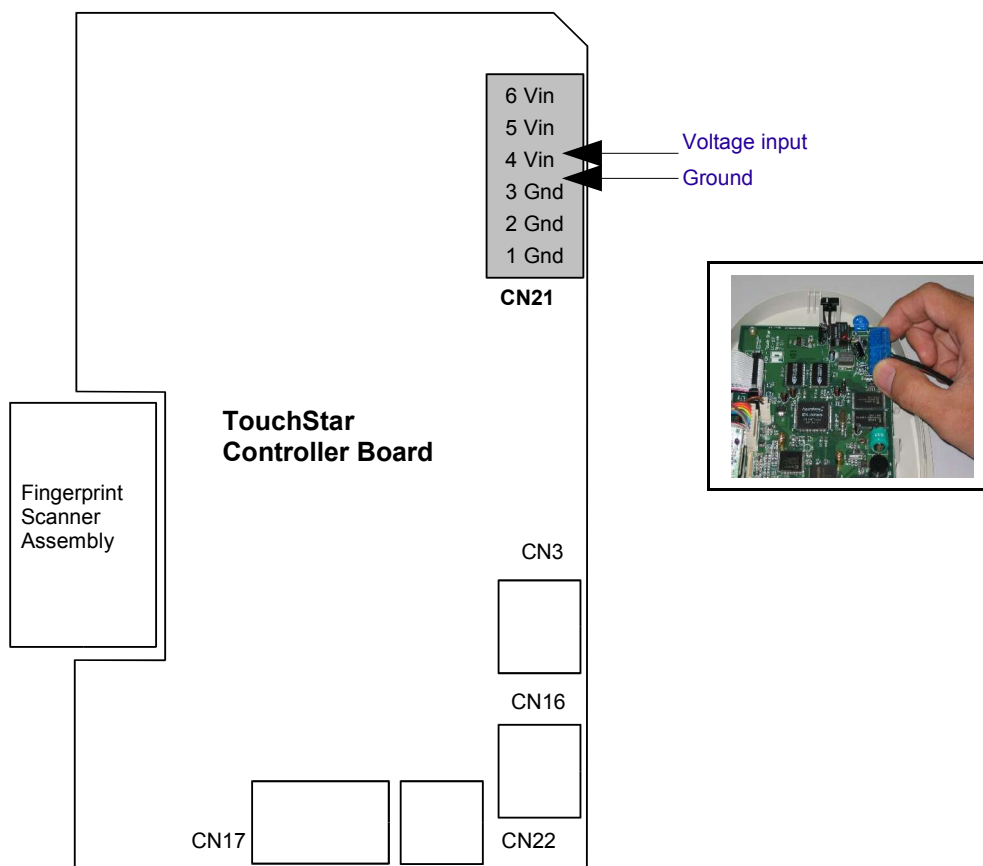 6 Vin
5 Vin
4 Vin
3 Gnd
2 Gnd
1 Gnd
CN21
Voltage input
Ground
TouchStar
Controller Board
Fingerprint
Scanner
Assembly
CN3
CN16
CN17
CN22